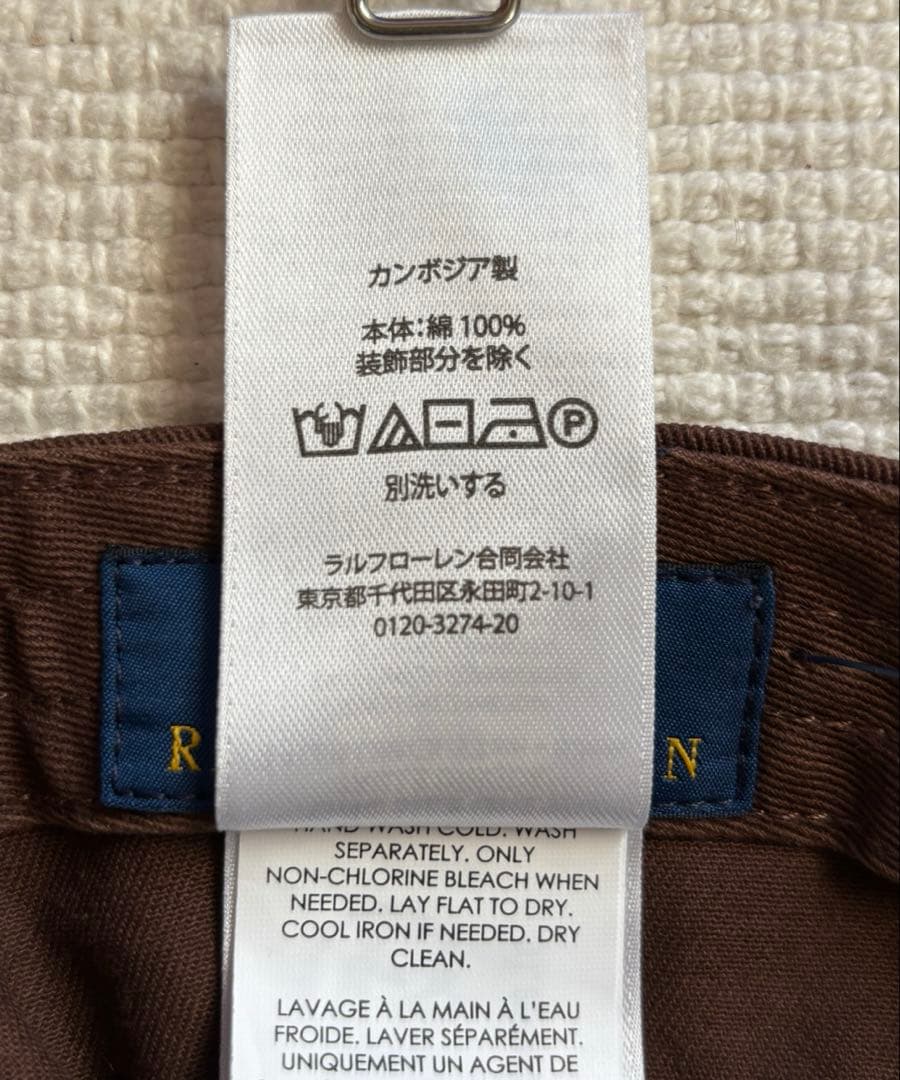 カンボジア製
本体：綿 100%
装飾部分を除く
P
別洗いする
ラルフローレン合同会社
東京都千代田区永田町2-10-1
0120-3274-20
R N
HAND WASH COLD. WASH
SEPARATELY. ONLY
NON-CHLORINE BLEACH WHEN
NEEDED. LAY FLAT TO DRY.
COOL IRON IF NEEDED. DRY
CLEAN.
LAVAGE À LA MAIN À L'EAU
FROIDE. LAVER SÉPARÉMENT.
UNIQUEMENT UN AGENT DE